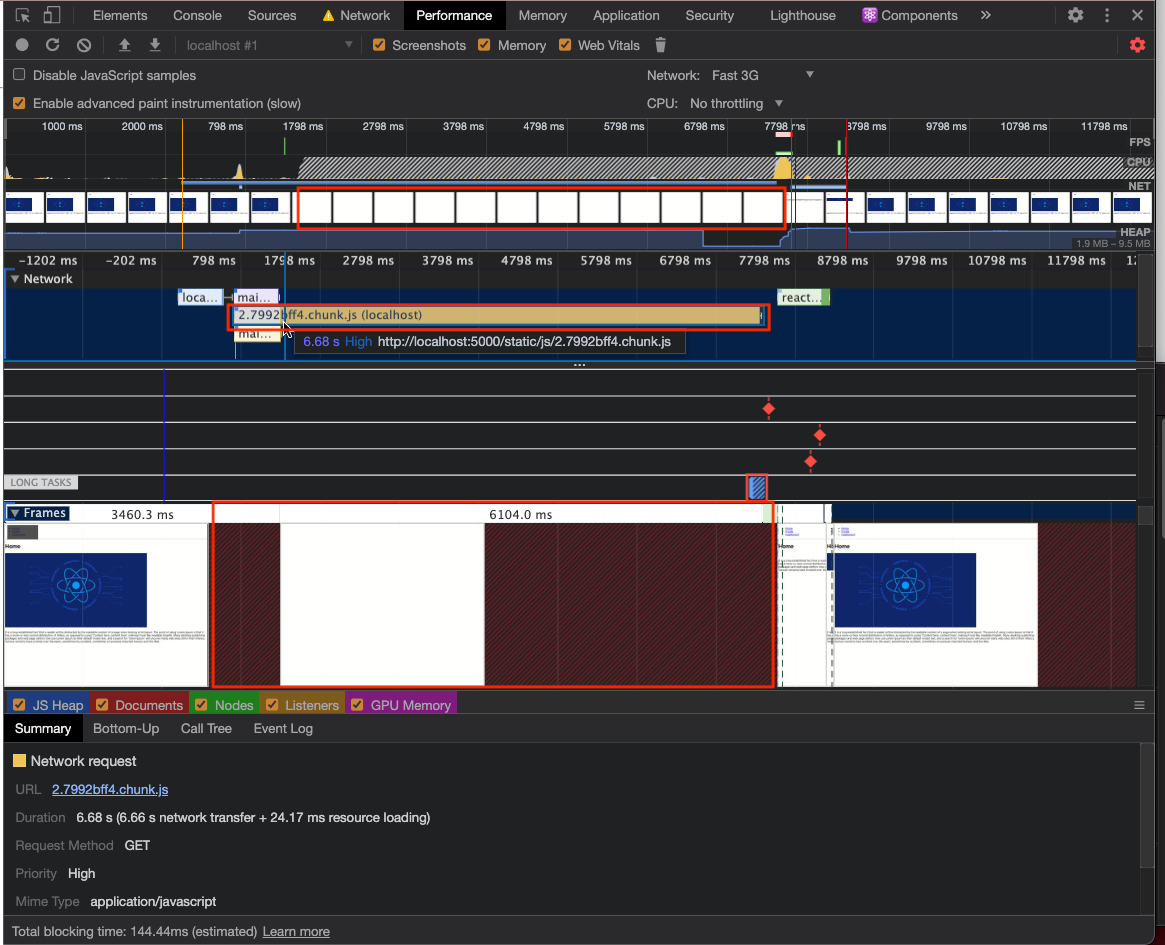 Elements Console Sources Network Performance Memory Application Security Lighthouse Components »
localhost #1 Screenshots Memory Web Vitals
Disable JavaScript samples Network: Fast 3G
Enable advanced paint instrumentation (slow) CPU: No throttling
1000 ms 2000 ms 798 ms 1798 ms 2798 ms 3798 ms 4798 ms 5798 ms 6798 ms 7798 ms 8798 ms 9798 ms 10798 ms 11798 ms
FPS
CPU
NET
HEAP
1.9 MB – 9.5 MB
-1202 ms -202 ms 798 ms 1798 ms 2798 ms 3798 ms 4798 ms 5798 ms 6798 ms 7798 ms 8798 ms 9798 ms 10798 ms 11798 ms
Network
loca... mai... react...
2.7992bff4.chunk.js (localhost)
mai...
6.68 s High http://localhost:5000/static/js/2.7992bff4.chunk.js
LONG TASKS
Frames 3460.3 ms 6104.0 ms
Home Home Home
JS Heap Documents Nodes Listeners GPU Memory
Summary Bottom-Up Call Tree Event Log
Network request
URL 2.7992bff4.chunk.js
Duration 6.68 s (6.66 s network transfer + 24.17 ms resource loading)
Request Method GET
Priority High
Mime Type application/javascript
Total blocking time: 144.44ms (estimated) Learn more